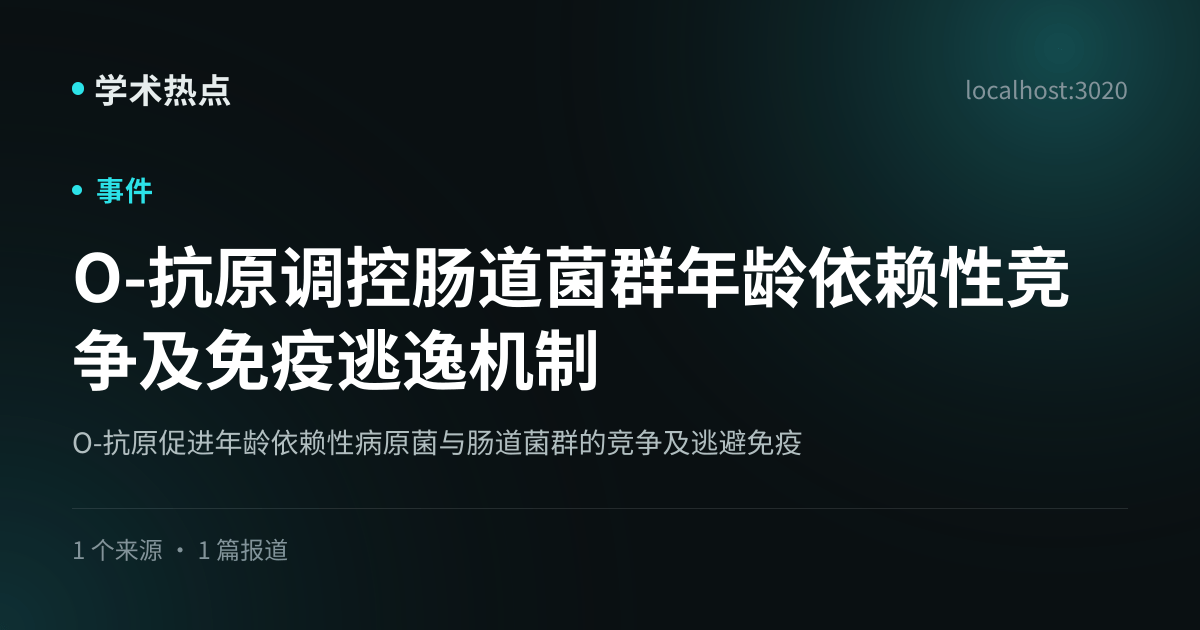 学术热点
localhost:3020
事件
O-抗原调控肠道菌群年龄依赖性竞
争及免疫逃逸机制
O-抗原促进年龄依赖性病原菌与肠道菌群的竞争及逃避免疫
1 个来源 · 1 篇报道